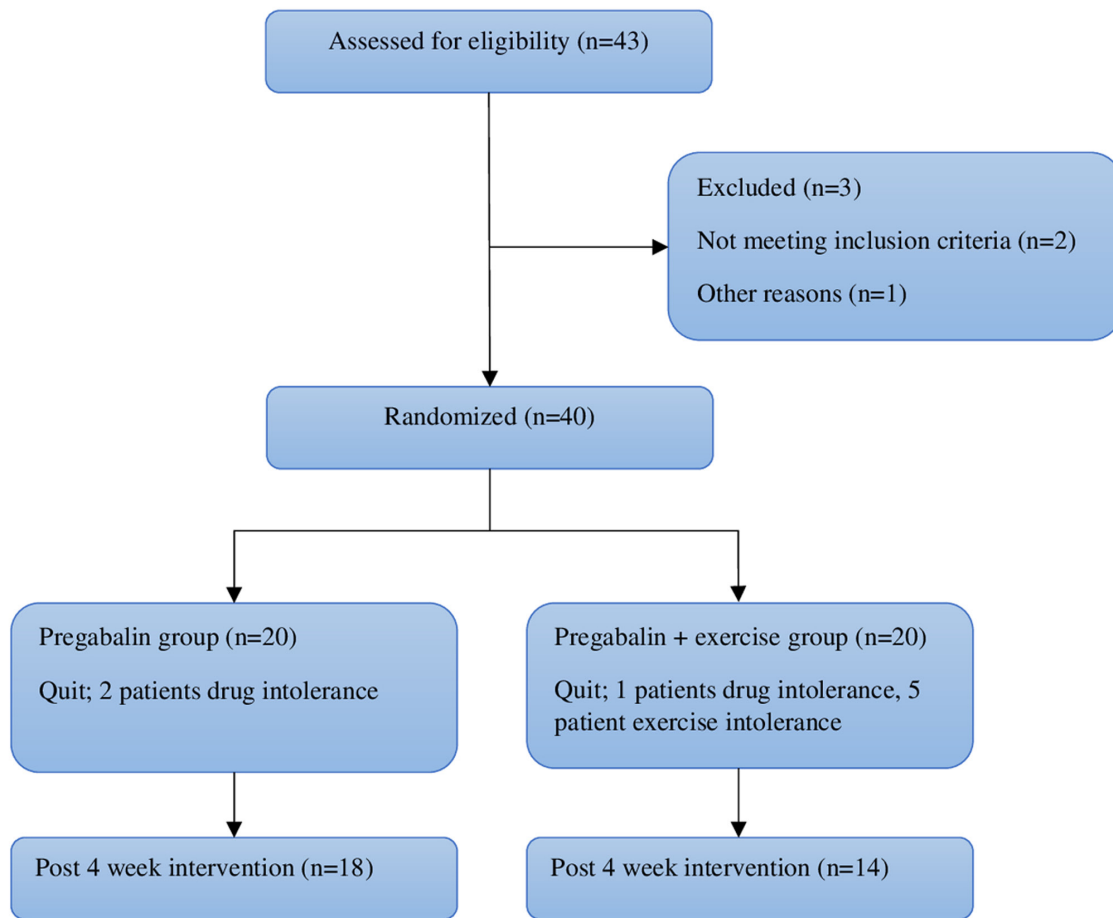 Assessed for eligibility (n=43)
Excluded (n=3)
Not meeting inclusion criteria (n=2)
Other reasons (n=1)
Randomized (n=40)
Pregabalin group (n=20)
Quit; 2 patients drug intolerance
Pregabalin + exercise group (n=20)
Quit; 1 patients drug intolerance, 5
patient exercise intolerance
Post 4 week intervention (n=18)
Post 4 week intervention (n=14)